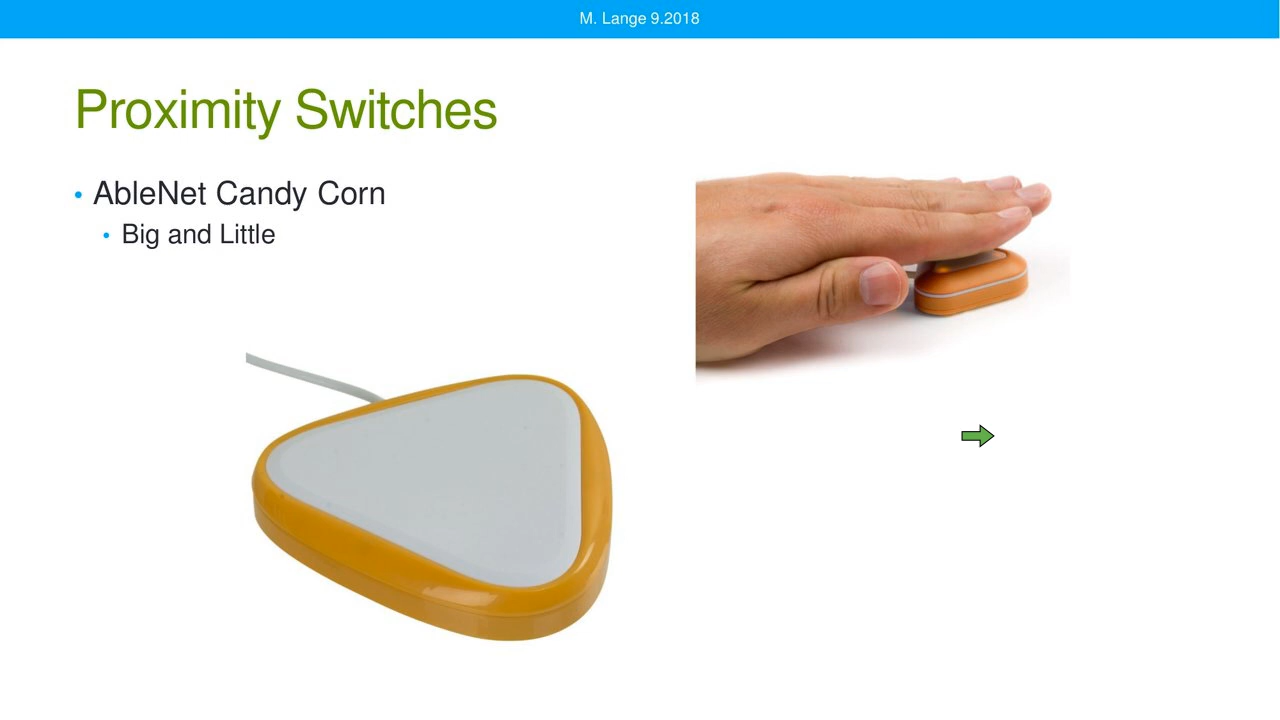 M. Lange 9.2018
Proximity Switches
• AbleNet Candy Corn
• Big and Little